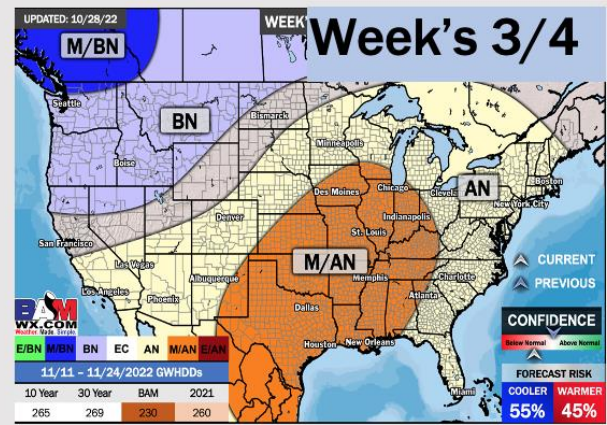 UPDATED: 10/28/22
WEEK'
Week's 3/4
M/BN
Seattle
BN
Bismarck
Minneapolis
Boise
Boston
AN
Des Moines
Chicago
New York City
Denver
Indianapolis
San Francisco
St. Louis
M/AN
Las Vegas
Albuquerque
Memphis
Charlotte
Los Angeles
Phoenix
Atlanta
Dallas
Houston
New Orleans
Miami
CURRENT
PREVIOUS
CONFIDENCE
Below Normal
Above Normal
FORECAST RISK
COOLER WARMER
55% 45%
BAM
WX.COM
Weather. Made. Simple.
E/BN M/BN BN EC AN M/AN E/AN
11/11 - 11/24/2022 GWHDDs
10 Year 30 Year BAM 2021
265 269 230 260